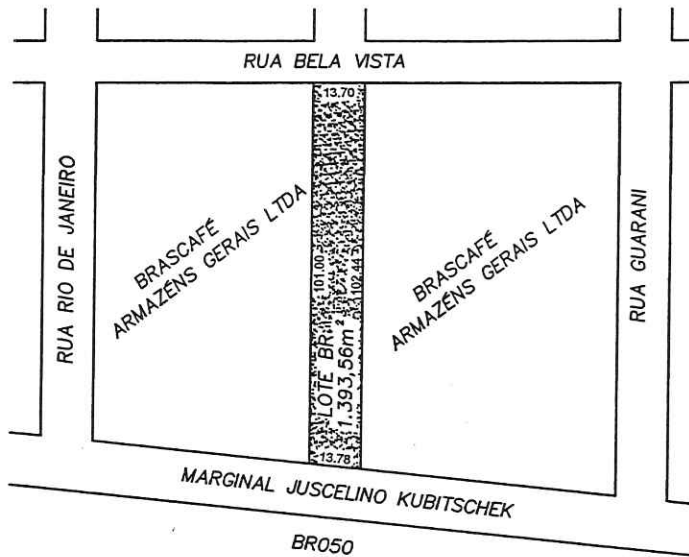 RUA BELA VISTA
13.70
RUA RIO DE JANEIRO
BRASCAFÉ
ARMAZÉNS GERAIS LTDA
101.00
102.44
LOTE BR.
1.393,56m²
BRASCAFÉ
ARMAZÉNS GERAIS LTDA
RUA GUARANI
13.78
MARGINAL JUSCELINO KUBITSCHEK
BR050